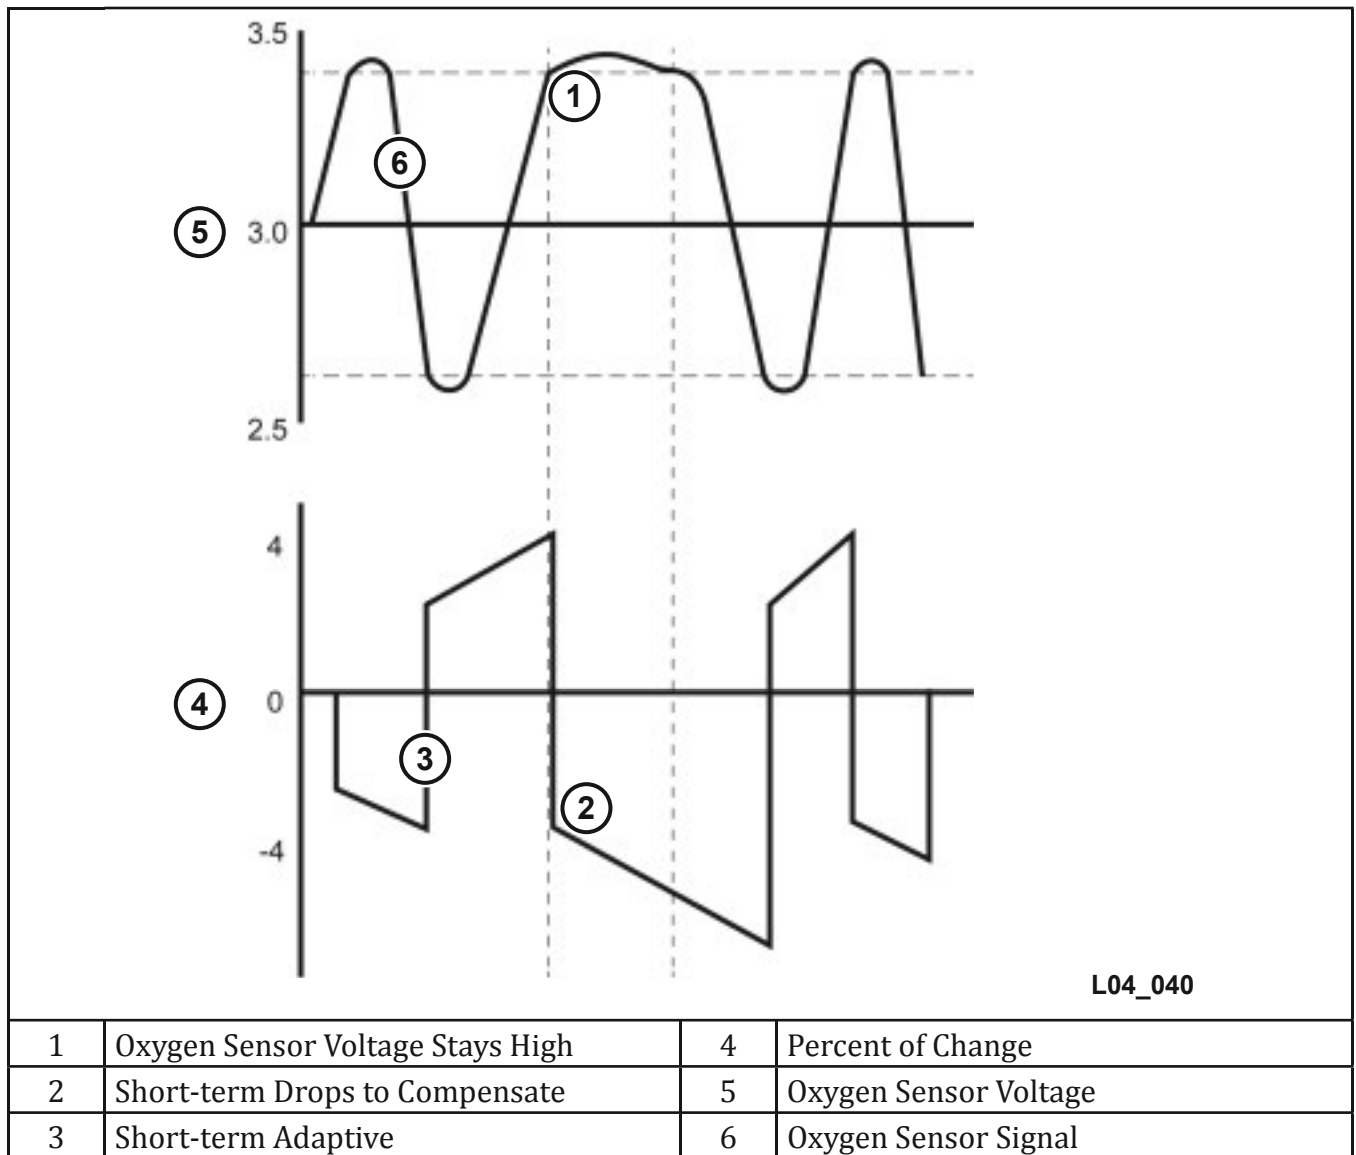 3.5
1
6
5 3.0
2.5
4
4 0
3
2
-4
L04_040
1 Oxygen Sensor Voltage Stays High 4 Percent of Change
2 Short-term Drops to Compensate 5 Oxygen Sensor Voltage
3 Short-term Adaptive 6 Oxygen Sensor Signal